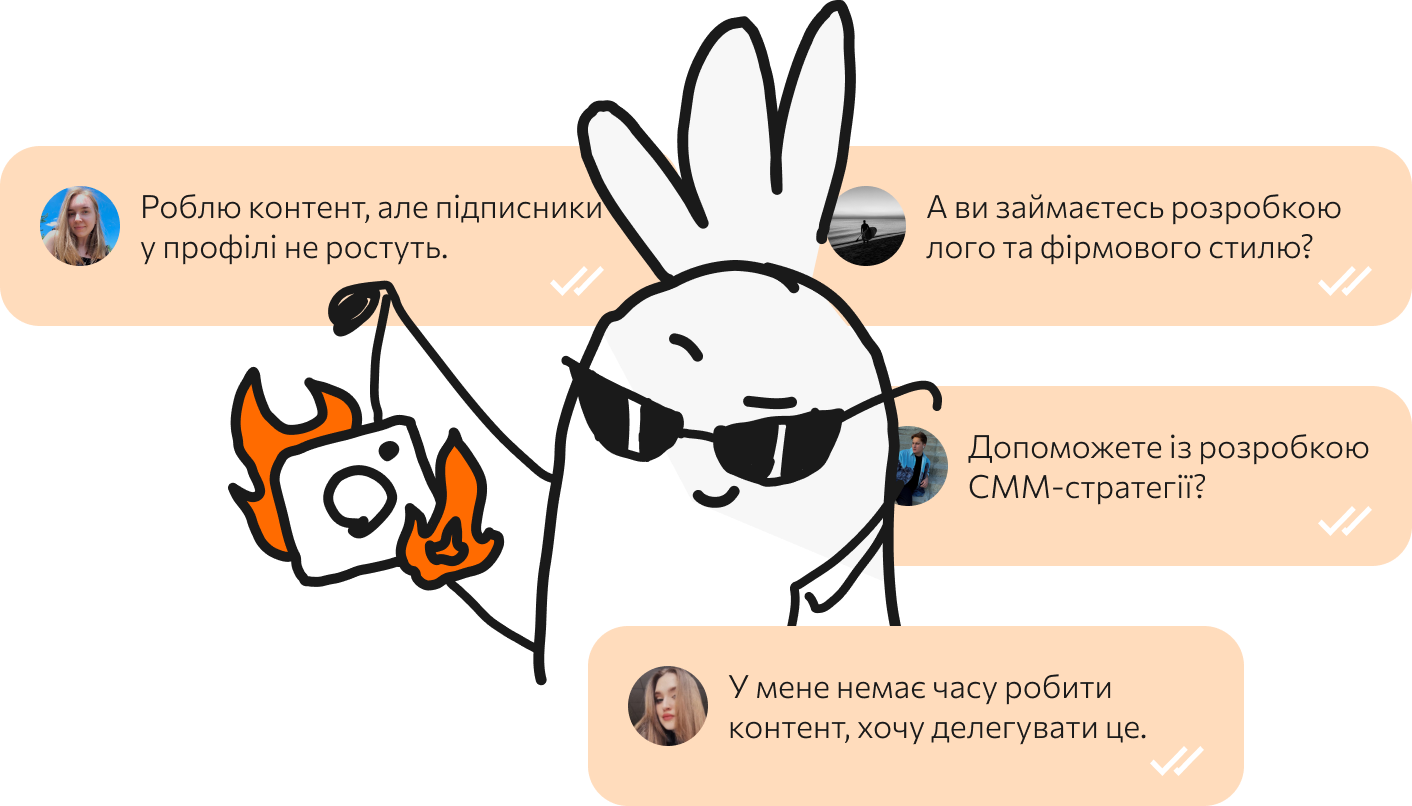 Роблю контент, але підписники
у профілі не ростуть.
А ви займаєтесь розробкою
лого та фірмового стилю?
Допоможете із розробкою
СММ-стратегії?
У мене немає часу робити
контент, хочу делегувати це.